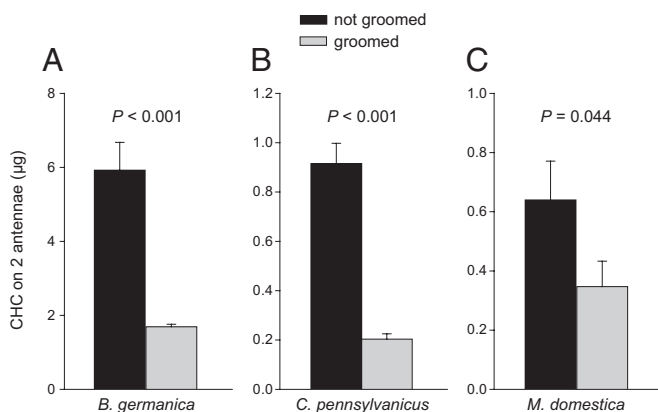 not groomed
groomed
A
B
C
CHC on 2 antennae (µg)
8
6
4
2
0
P < 0.001
B. germanica
1.2
1.0
0.8
0.6
0.4
0.2
0.0
P < 0.001
C. pennsylvanicus
1.0
0.8
0.6
0.4
0.2
0.0
P = 0.044
M. domestica